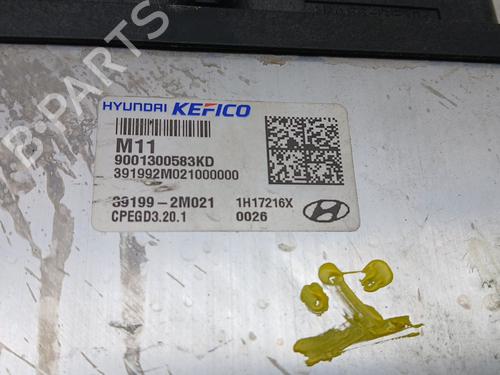 HYUNDAI KEFICO
M11
9001300583KD
391992M021000000
39199-2M021 1H17216X
CPEGD3.20.1 0026
B-PARTS